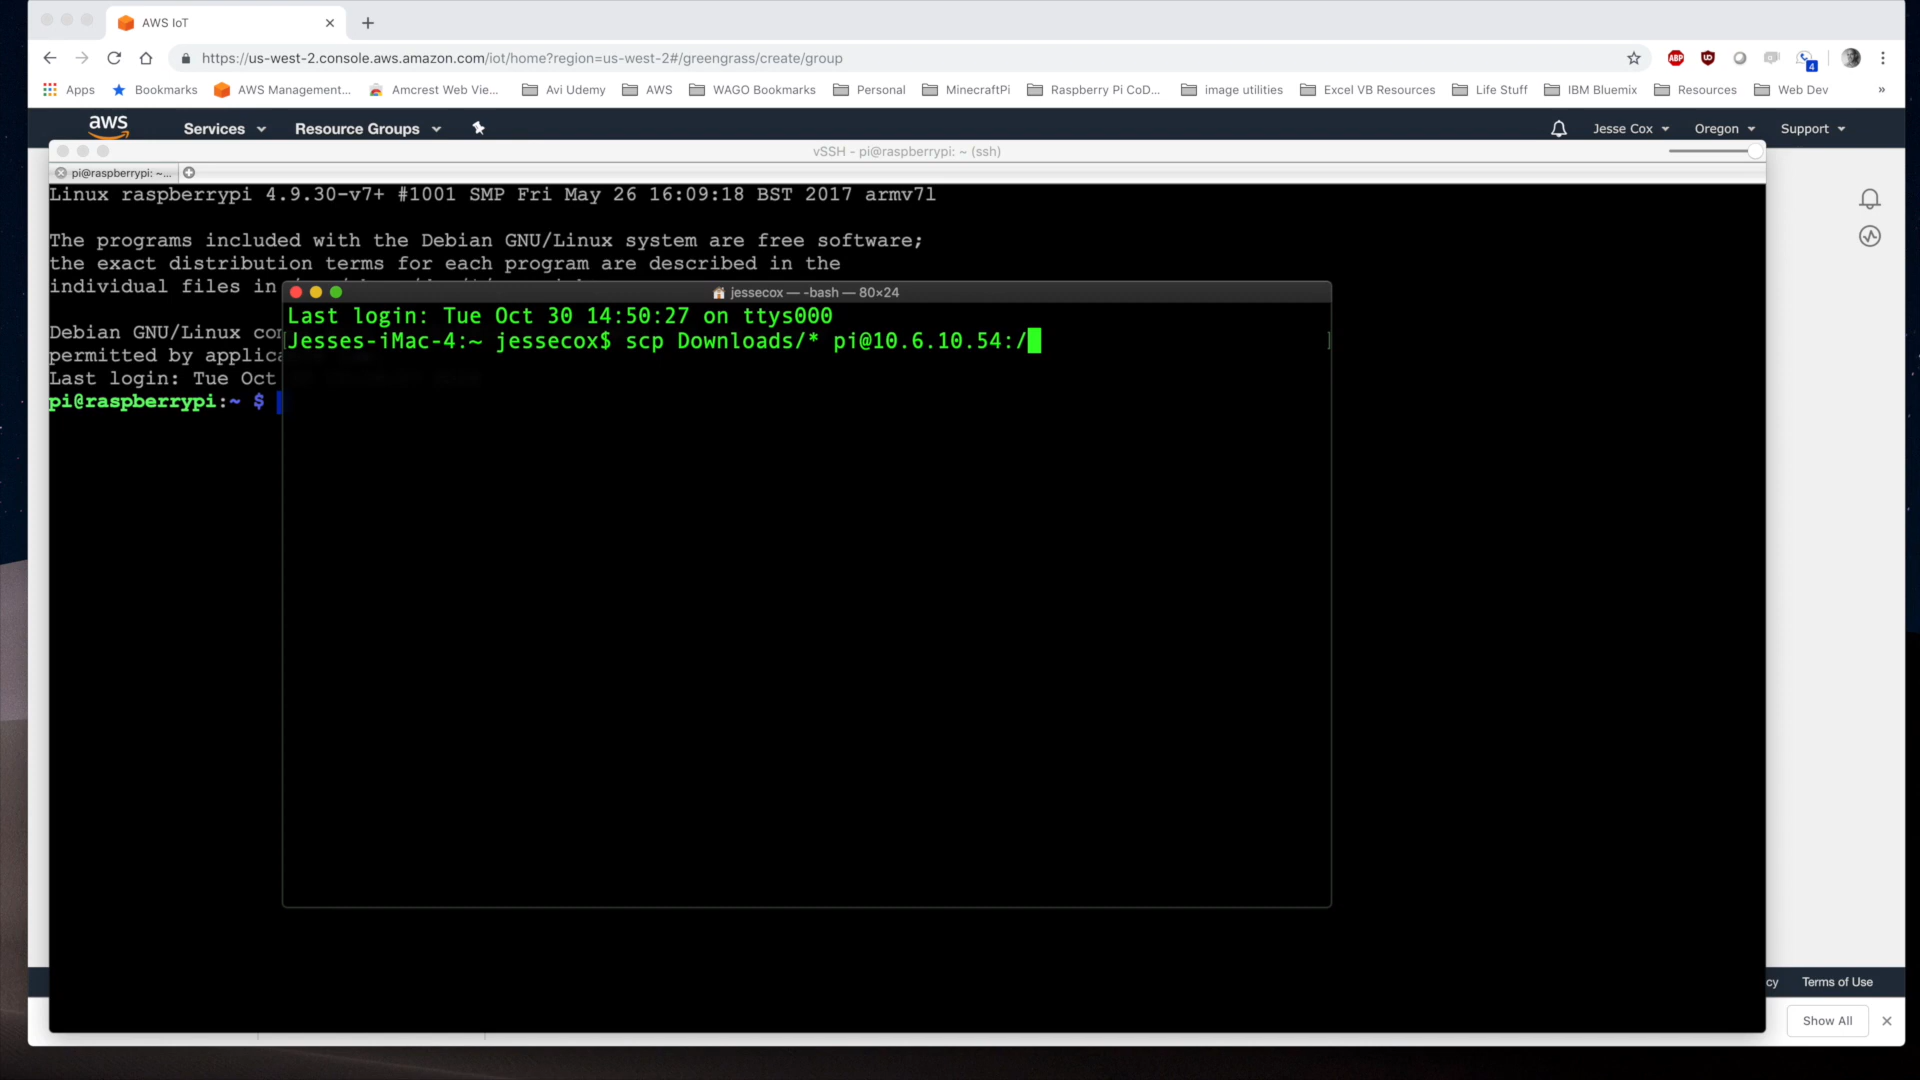 AWS IoT
https://us-west-2.console.aws.amazon.com/iot/home?region=us-west-2#/greengrass/create/group
ABP
4
Apps
Bookmarks
AWS Management...
Amcrest Web Vie...
Avi Udemy
AWS
WAGO Bookmarks
Personal
MinecraftPi
Raspberry Pi CoD...
image utilities
Excel VB Resources
Life Stuff
IBM Bluemix
Resources
Web Dev
»
aws
Services
Resource Groups
Jesse Cox
Oregon
Support
vSSH - pi@raspberrypi: ~ (ssh)
pi@raspberrypi: ~...
Linux raspberrypi 4.9.30-v7+ #1001 SMP Fri May 26 16:09:18 BST 2017 armv7l
The programs included with the Debian GNU/Linux system are free software;
the exact distribution terms for each program are described in the
individual files in
Debian GNU/Linux co
permitted by applic
Last login: Tue Oct
pi@raspberrypi:~ $
jessecox — -bash — 80×24
Last login: Tue Oct 30 14:50:27 on ttys000
Jesses-iMac-4:~ jessecox$ scp Downloads/* pi@10.6.10.54:/
cy
Terms of Use
Show All